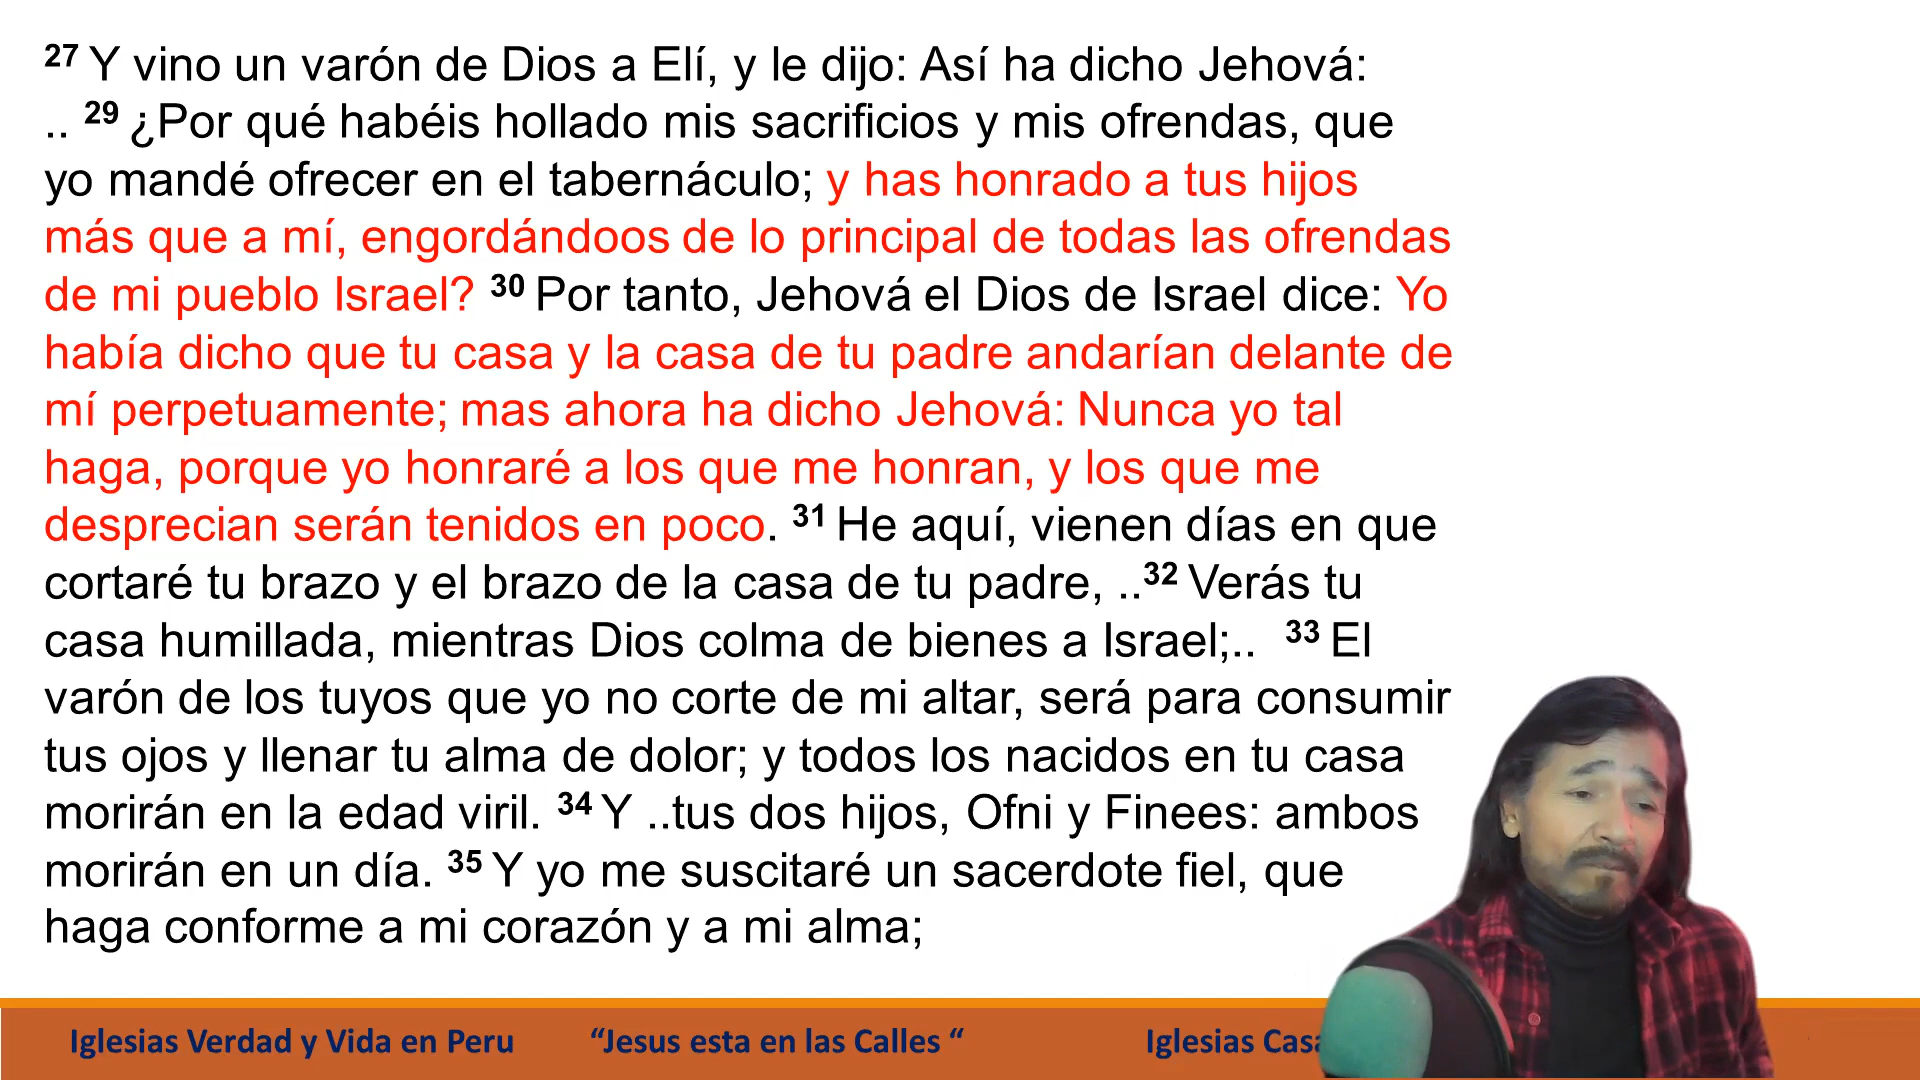 27 Y vino un varón de Dios a Elí, y le dijo: Así ha dicho Jehová:
.. 29 ¿Por qué habéis hollado mis sacrificios y mis ofrendas, que
yo mandé ofrecer en el tabernáculo; y has honrado a tus hijos
más que a mí, engordándoos de lo principal de todas las ofrendas
de mi pueblo Israel? 30 Por tanto, Jehová el Dios de Israel dice: Yo
había dicho que tu casa y la casa de tu padre andarían delante de
mí perpetuamente; mas ahora ha dicho Jehová: Nunca yo tal
haga, porque yo honraré a los que me honran, y los que me
desprecian serán tenidos en poco. 31 He aquí, vienen días en que
cortaré tu brazo y el brazo de la casa de tu padre, ..32 Verás tu
casa humillada, mientras Dios colma de bienes a Israel;.. 33 El
varón de los tuyos que yo no corte de mi altar, será para consumir
tus ojos y llenar tu alma de dolor; y todos los nacidos en tu casa
morirán en la edad viril. 34 Y ..tus dos hijos, Ofni y Finees: ambos
morirán en un día. 35 Y yo me suscitaré un sacerdote fiel, que
haga conforme a mi corazón y a mi alma;
Iglesias Verdad y Vida en Peru “Jesus esta en las Calles “ Iglesias